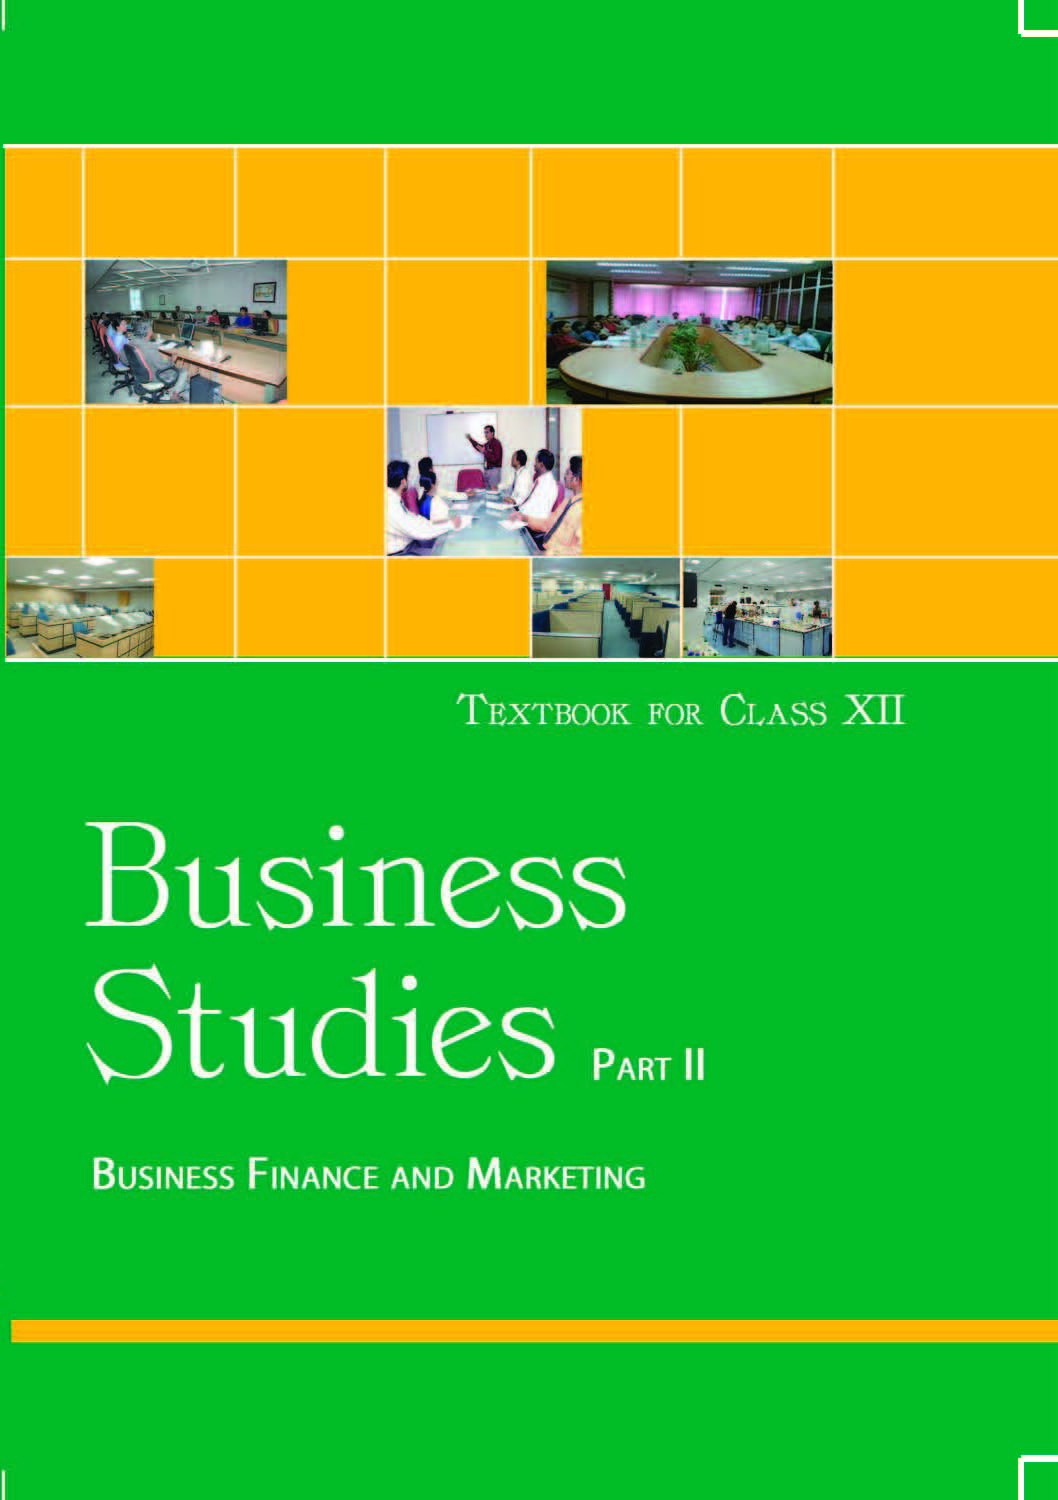 TEXTBOOK FOR CLASS XII
Business
Studies PART II
BUSINESS FINANCE AND MARKETING